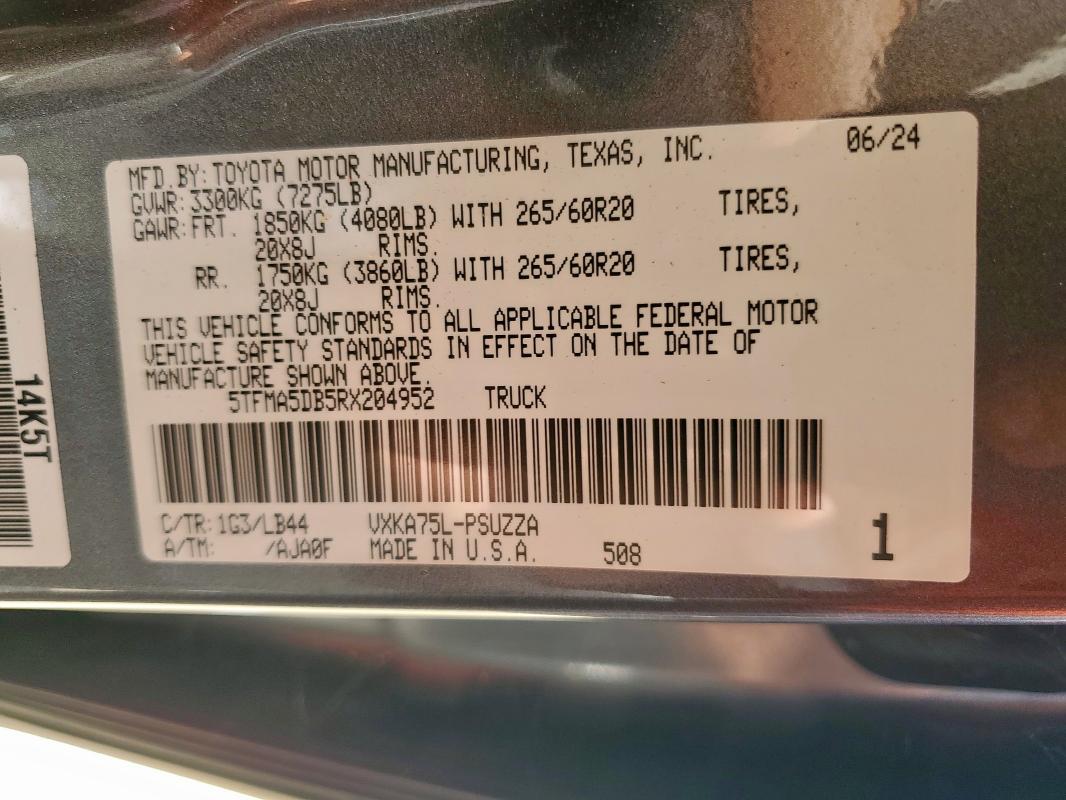 MFD. BY: TOYOTA MOTOR MANUFACTURING, TEXAS, INC. 06/24
GVWR: 3300KG (7275LB)
GAWR: FRT. 1850KG (4080LB) WITH 265/60R20 TIRES,
20X8J RIMS.
RR. 1750KG (3860LB) WITH 265/60R20 TIRES,
20X8J RIMS.
THIS VEHICLE CONFORMS TO ALL APPLICABLE FEDERAL MOTOR
VEHICLE SAFETY STANDARDS IN EFFECT ON THE DATE OF
MANUFACTURE SHOWN ABOVE.
5TFMA5DB5RX204952 TRUCK
C/TR: 1G3/LB44 VXKA75L-PSUZZA
A/TM: /AJA0F MADE IN U.S.A. 508 1
14K5T